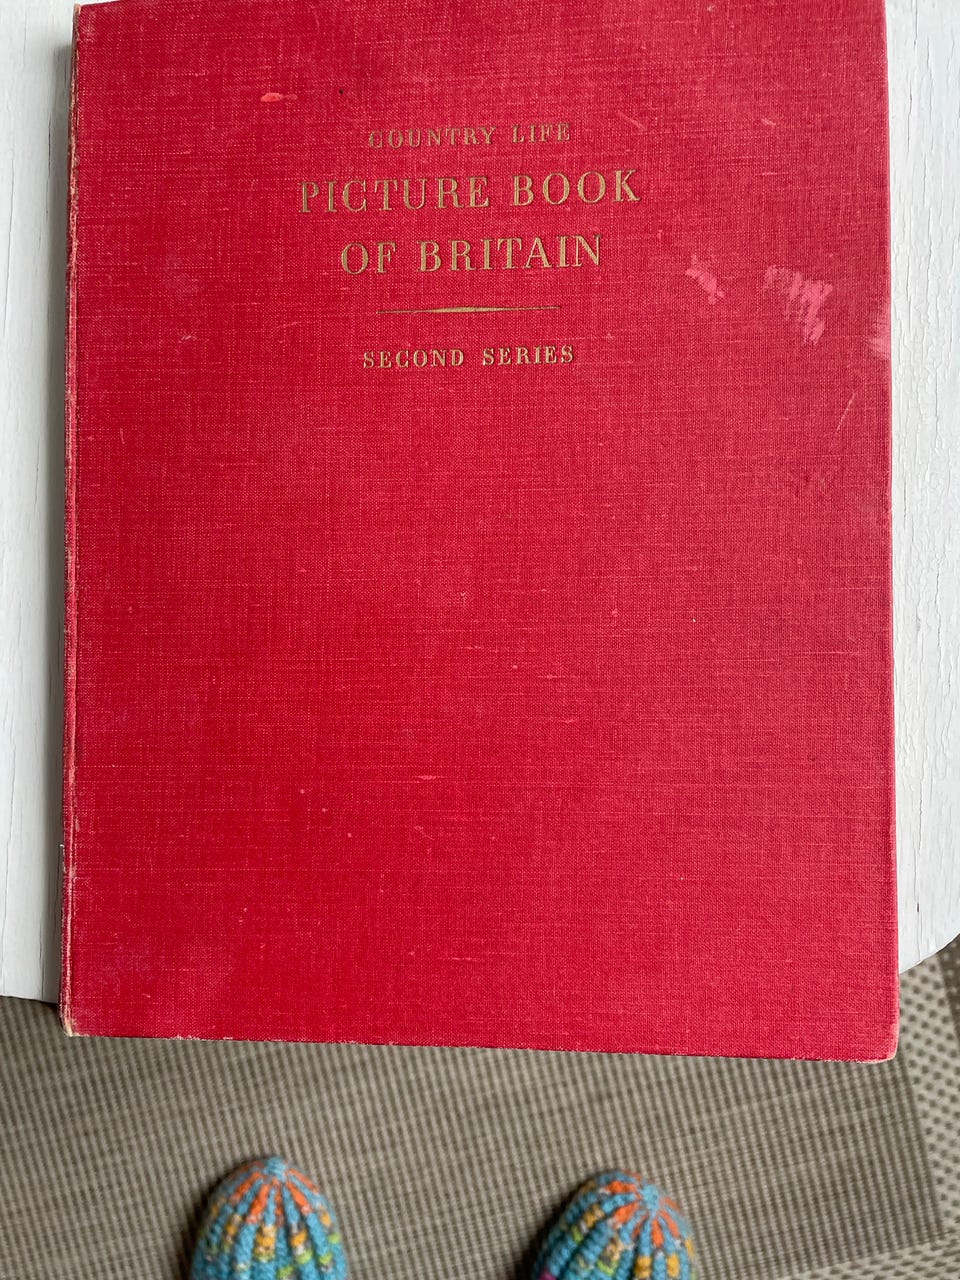 COUNTRY LIFE
PICTURE BOOK
OF BRITAIN
SECOND SERIES